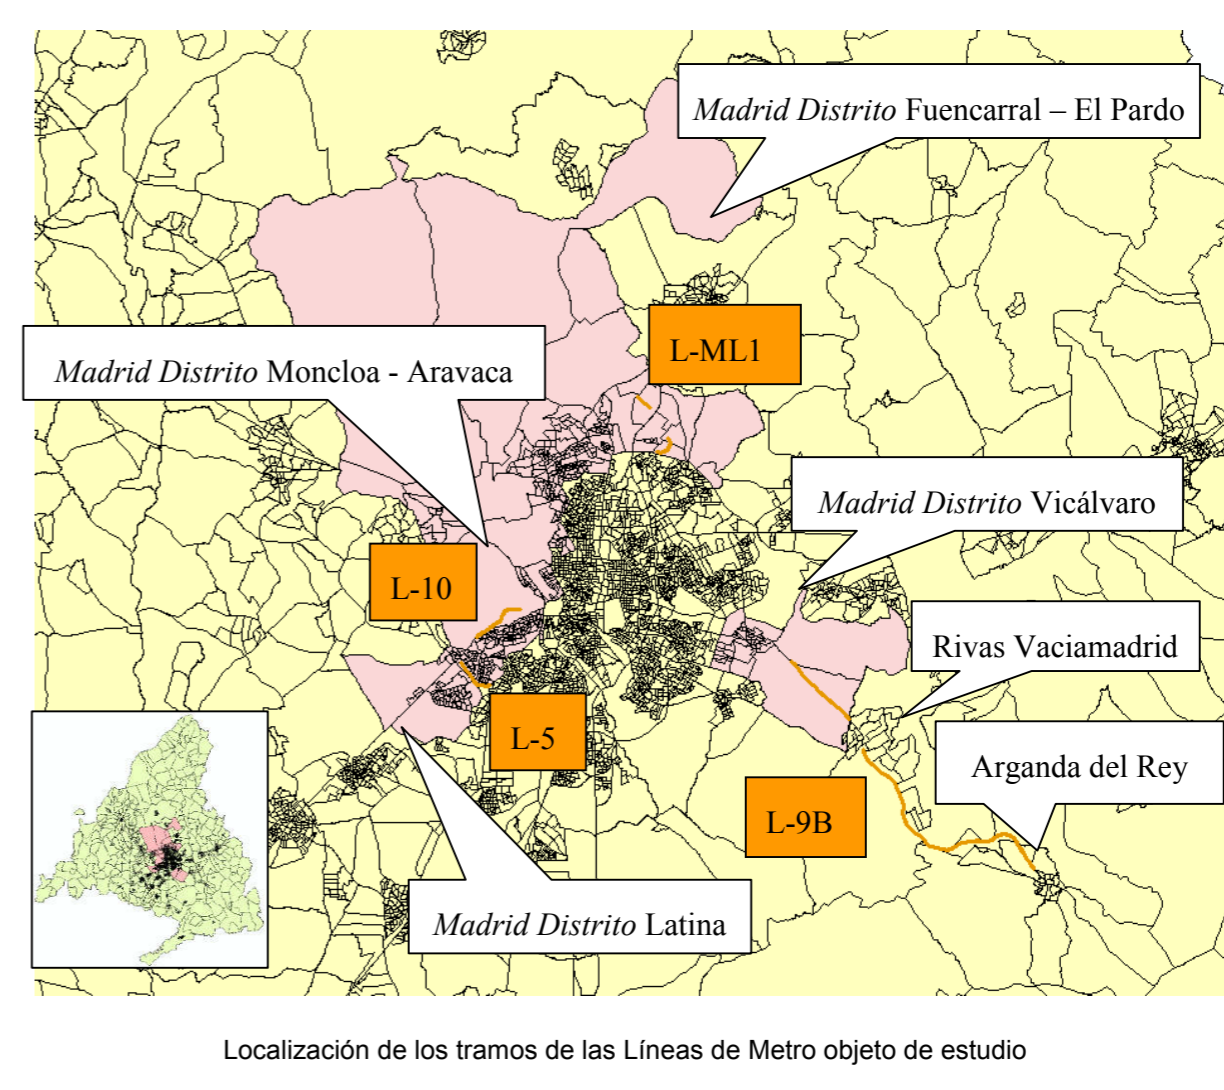 Madrid Distrito Fuencarral – El Pardo
L-ML1
Madrid Distrito Moncloa - Aravaca
Madrid Distrito Vicálvaro
L-10
Rivas Vaciamadrid
L-5
Arganda del Rey
L-9B
Madrid Distrito Latina
Localización de los tramos de las Líneas de Metro objeto de estudio